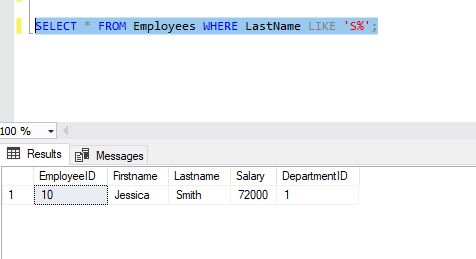 SELECT * FROM Employees WHERE LastName LIKE 'S%';
100 %
Results Messages
EmployeeID Firstname Lastname Salary DepartmentID
1 10 Jessica Smith 72000 1